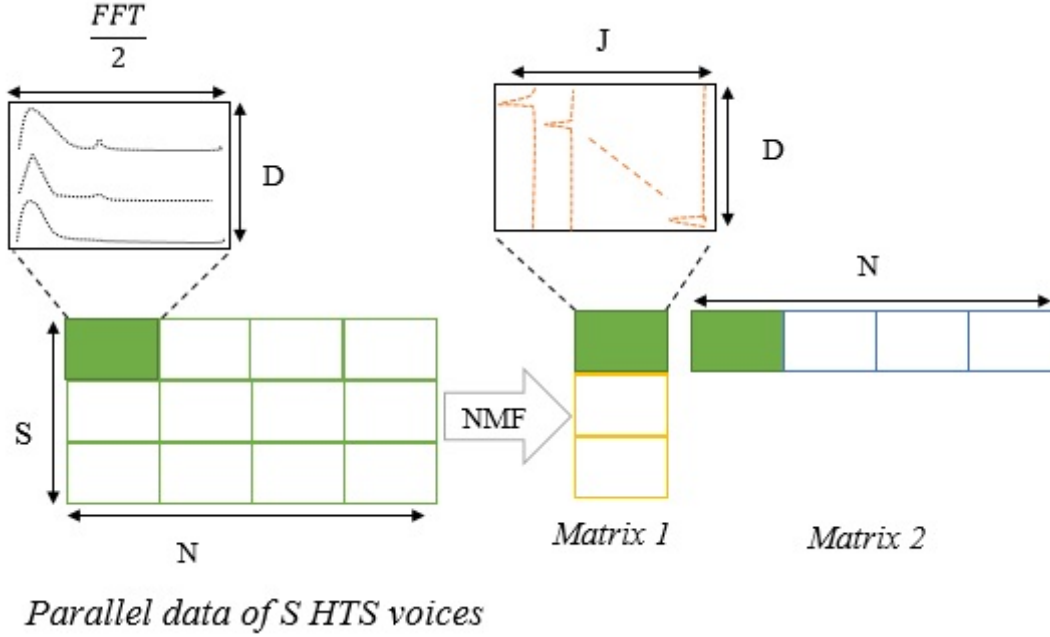 FFT
2
D
J
D
N
S
NMF
N
Matrix 1
Matrix 2
Parallel data of S HTS voices